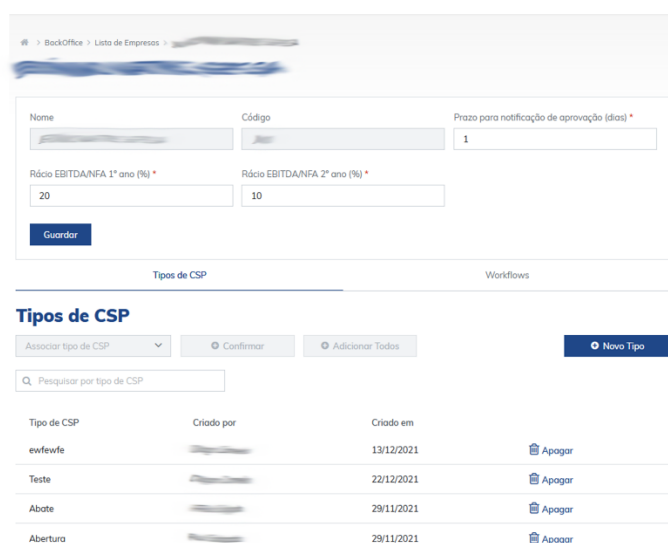 > BackOffice > Lista de Empresas >
Nome Código Prazo para notificação de aprovação (dias) *
1
Rácio EBITDA/NFA 1º ano (%) * Rácio EBITDA/NFA 2º ano (%) *
20 10
Guardar
Tipos de CSP Workflows
Tipos de CSP
Associar tipo de CSP Confirmar Adicionar Todos Novo Tipo
Pesquisar por tipo de CSP
Tipo de CSP Criado por Criado em
ewfewfe 13/12/2021 Apagar
Teste 22/12/2021 Apagar
Abate 29/11/2021 Apagar
Abertura 29/11/2021 Apagar